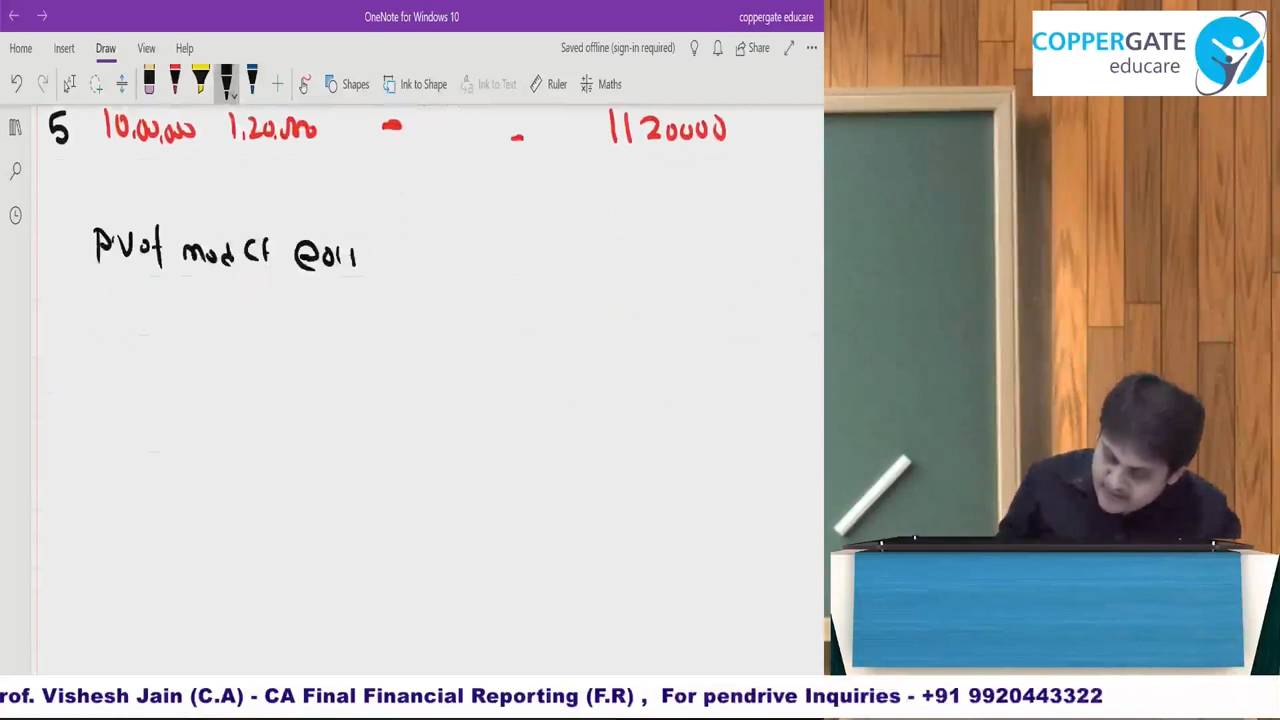 OneNote for Windows 10
coppergate educare
Home Insert Draw View Help
Saved offline (sign-in required)
Share
Shapes
Ink to Shape
Ink to Text
Ruler
Maths
COPPERGATE
educare
5 10,00,000 1,20,000 - - 1120000
PV of mod CF @
rof. Vishesh Jain (C.A) - CA Final Financial Reporting (F.R) , For pendrive Inquiries - +91 9920443322